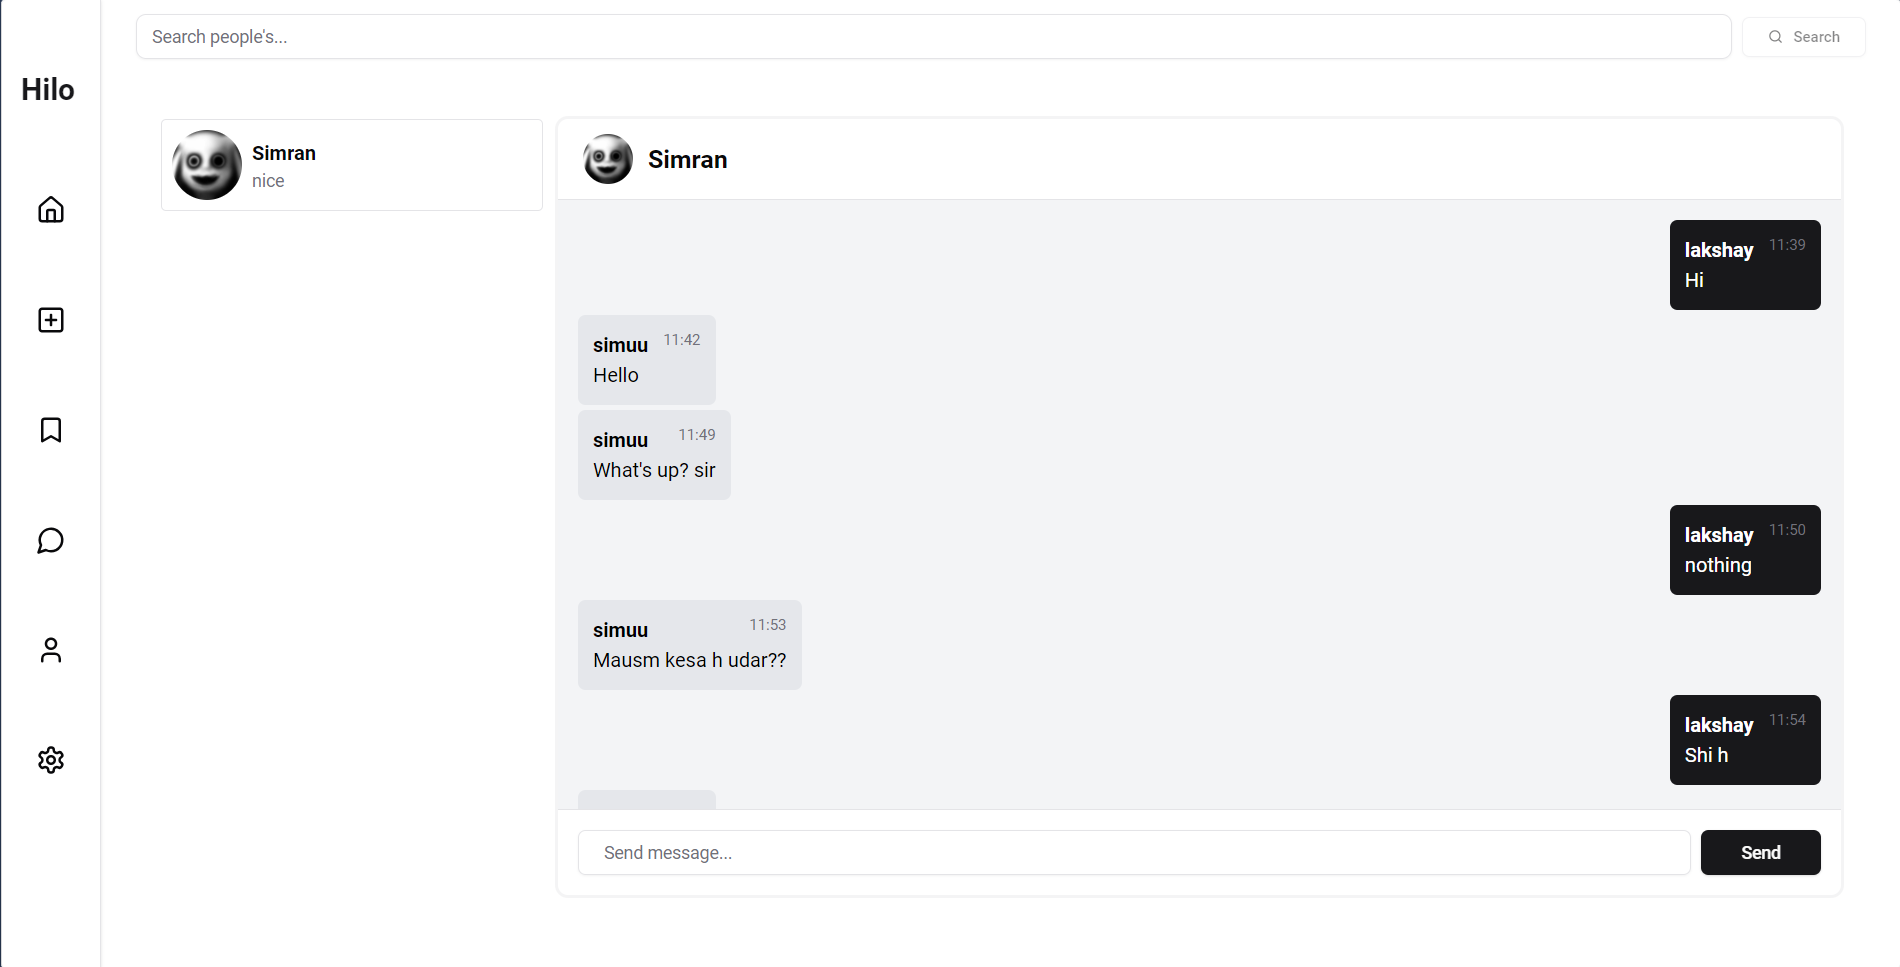 Search people's...
Search
Hilo
Simran
nice
Simran
lakshay 11:39
Hi
simuu 11:42
Hello
simuu 11:49
What's up? sir
lakshay 11:50
nothing
simuu 11:53
Mausm kesa h udar??
lakshay 11:54
Shi h
Send message...
Send